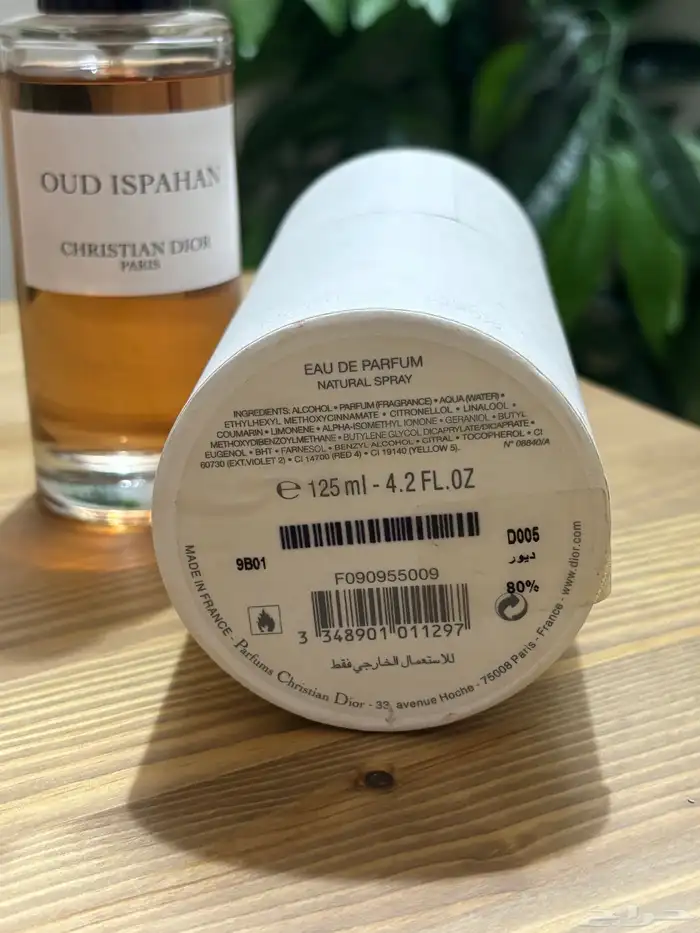 OUD ISPAHAN
CHRISTIAN DIOR
PARIS
EAU DE PARFUM
NATURAL SPRAY
INGREDIENTS: ALCOHOL • PARFUM (FRAGRANCE) • AQUA (WATER) •
ETHYLHEXYL METHOXYCINNAMATE • CITRONELLOL • LINALOOL •
COUMARIN • LIMONENE • ALPHA-ISOMETHYL IONONE • GERANIOL • BUTYL
METHOXYDIBENZOYLMETHANE • BUTYLENE GLYCOL DICAPRYLATE/DICAPRATE •
EUGENOL • BHT • FARNESOL • BENZYL ALCOHOL • CITRAL • TOCOPHEROL • CI
60730 (EXT.VIOLET 2) • CI 14700 (RED 4) • CI 19140 (YELLOW 5). N° 08840/A
e 125 ml - 4.2 FL.OZ
9B01
D005
ديور
80%
F090955009
3 348901 011297
للاستعمال الخارجي فقط
MADE IN FRANCE - Parfums Christian Dior - 33, avenue Hoche - 75008 Paris - France - www.dior.com
حراج